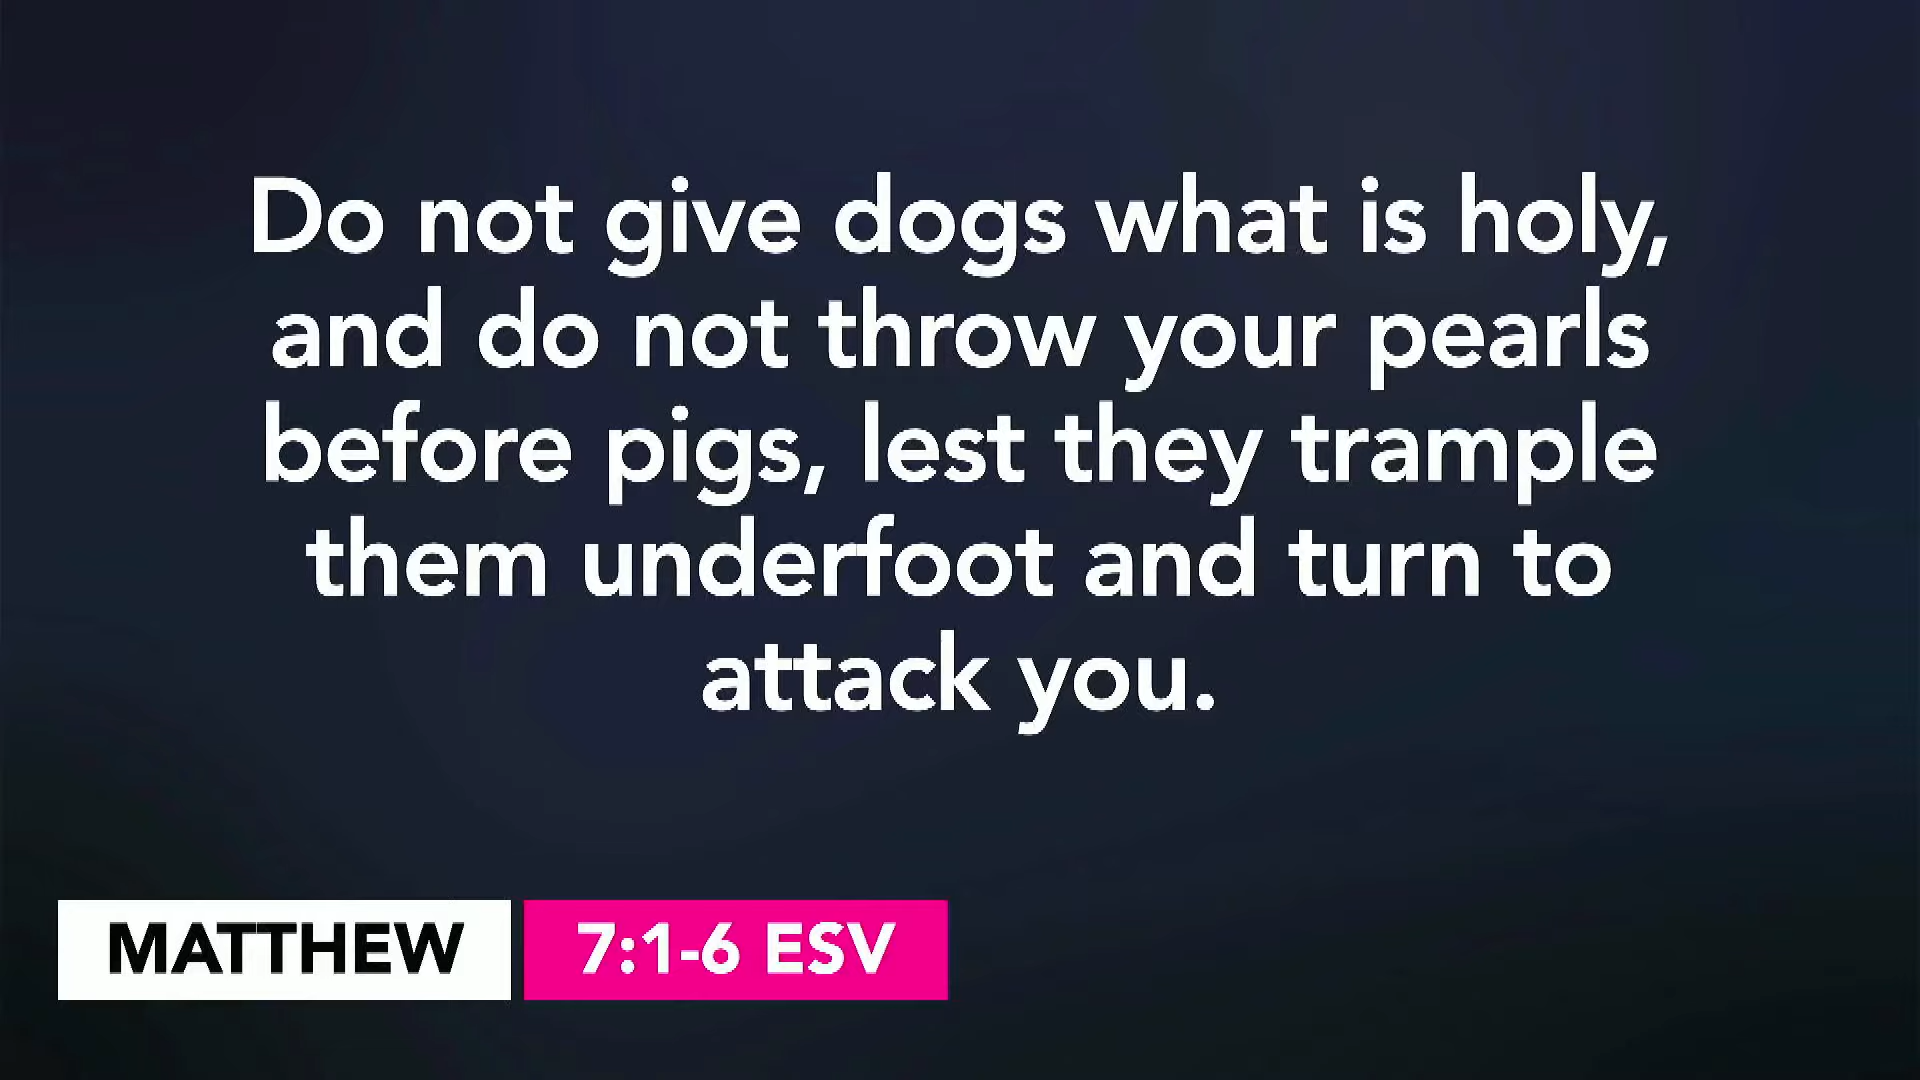 Do not give dogs what is holy,
and do not throw your pearls
before pigs, lest they trample
them underfoot and turn to
attack you.
MATTHEW 7:1-6 ESV